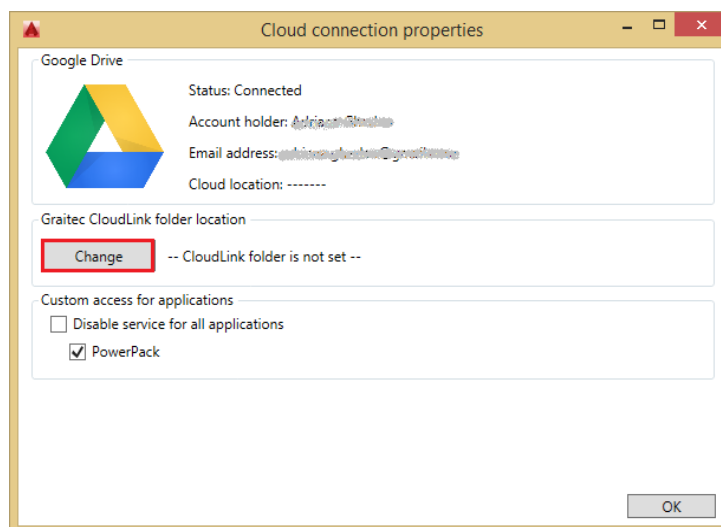 Cloud connection properties
Google Drive
Status: Connected
Account holder:
Email address:
Cloud location: -------
Graitec CloudLink folder location
Change -- CloudLink folder is not set --
Custom access for applications
Disable service for all applications
PowerPack
OK